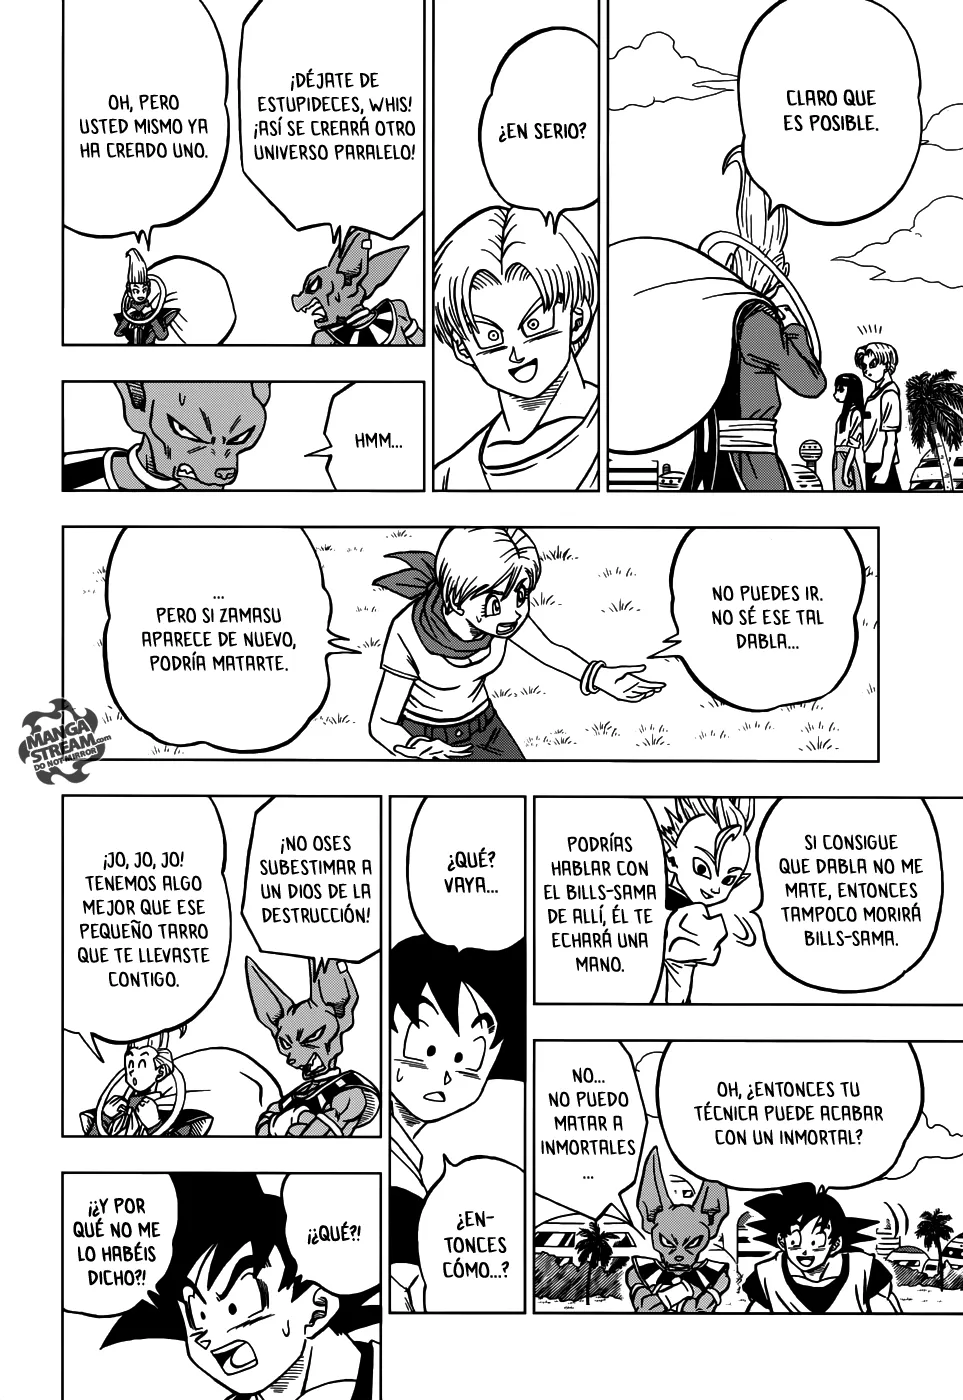 CLARO QUE
ES POSIBLE.
¿EN SERIO?
¡DÉJATE DE
ESTUPIDECES, WHIS!
¡ASÍ SE CREARÁ OTRO
UNIVERSO PARALELO!
OH, PERO
USTED MISMO YA
HA CREADO UNO.
HMM...
NO PUEDES IR.
NO SÉ ESE TAL
DABLA...
...
PERO SI ZAMASU
APARECE DE NUEVO,
PODRÍA MATARTE.
MANGA
STREAM.com
DO NOT MIRROR
SI CONSIGUE
QUE DABLA NO ME
MATE, ENTONCES
TAMPOCO MORIRÁ
BILLS-SAMA.
PODRÍAS
HABLAR CON
EL BILLS-SAMA
DE ALLÍ, ÉL TE
ECHARÁ UNA
MANO.
OH, ¿ENTONCES TU
TÉCNICA PUEDE ACABAR
CON UN INMORTAL?
NO...
NO PUEDO
MATAR A
INMORTALES
...
¿QUÉ?
VAYA...
¿EN-
TONCES
CÓMO...?
¡NO OSES
SUBESTIMAR A
UN DIOS DE LA
DESTRUCCIÓN!
¡JO, JO, JO!
TENEMOS ALGO
MEJOR QUE ESE
PEQUEÑO TARRO
QUE TE LLEVASTE
CONTIGO.
¡¿QUÉ?!
¡¿Y POR
QUÉ NO ME
LO HABÉIS
DICHO?!